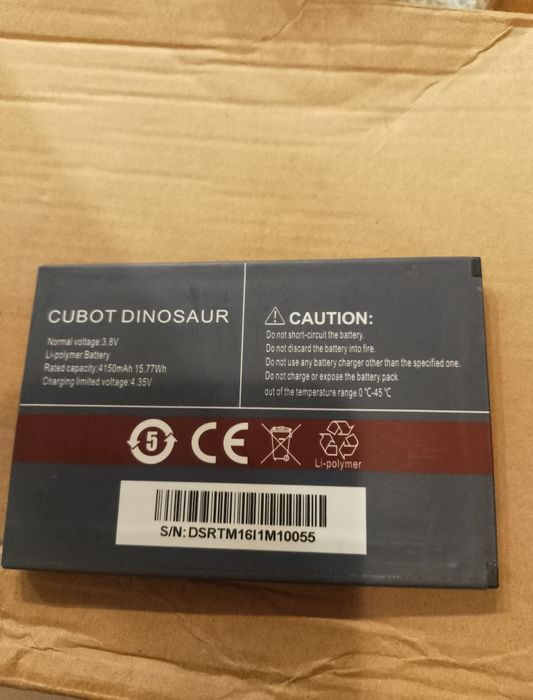 CUBOT DINOSAUR
Normal voltage:3.8V
Li-polymer Battery
Rated capacity:4150mAh 15.77Wh
Charging limited voltage:4.35V
CAUTION:
Do not short-circuit the battery.
Do not discard the battery into fire.
Do not use any battery charger other than the specified one.
Do not charge or expose the battery pack
out of the temperature range 0℃-45℃
5
CE
Li-polymer
S/N:DSRTM16I1M10055